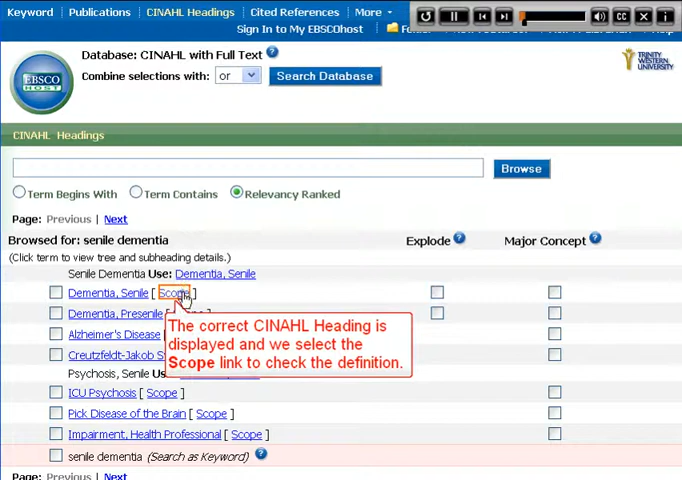 Keyword | Publications | CINAHL Headings | Cited References | More
Sign In to My EBSCOhost
CC
Database: CINAHL with Full Text
TRINITY WESTERN UNIVERSITY
Combine selections with: or Search Database
EBSCO HOST
CINAHL Headings
Browse
Term Begins With Term Contains Relevancy Ranked
Page: Previous | Next
Browsed for: senile dementia Explode Major Concept
(Click term to view tree and subheading details.)
Senile Dementia Use: Dementia, Senile
Dementia, Senile [ Scope ]
Dementia, Presenile [
The correct CINAHL Heading is
displayed and we select the
Scope link to check the definition.
Alzheimer's Disease
Creutzfeldt-Jakob
Psychosis, Senile
ICU Psychosis [ Scope ]
Pick Disease of the Brain [ Scope ]
Impairment, Health Professional [ Scope ]
senile dementia (Search as Keyword)
Page: Previous | Next